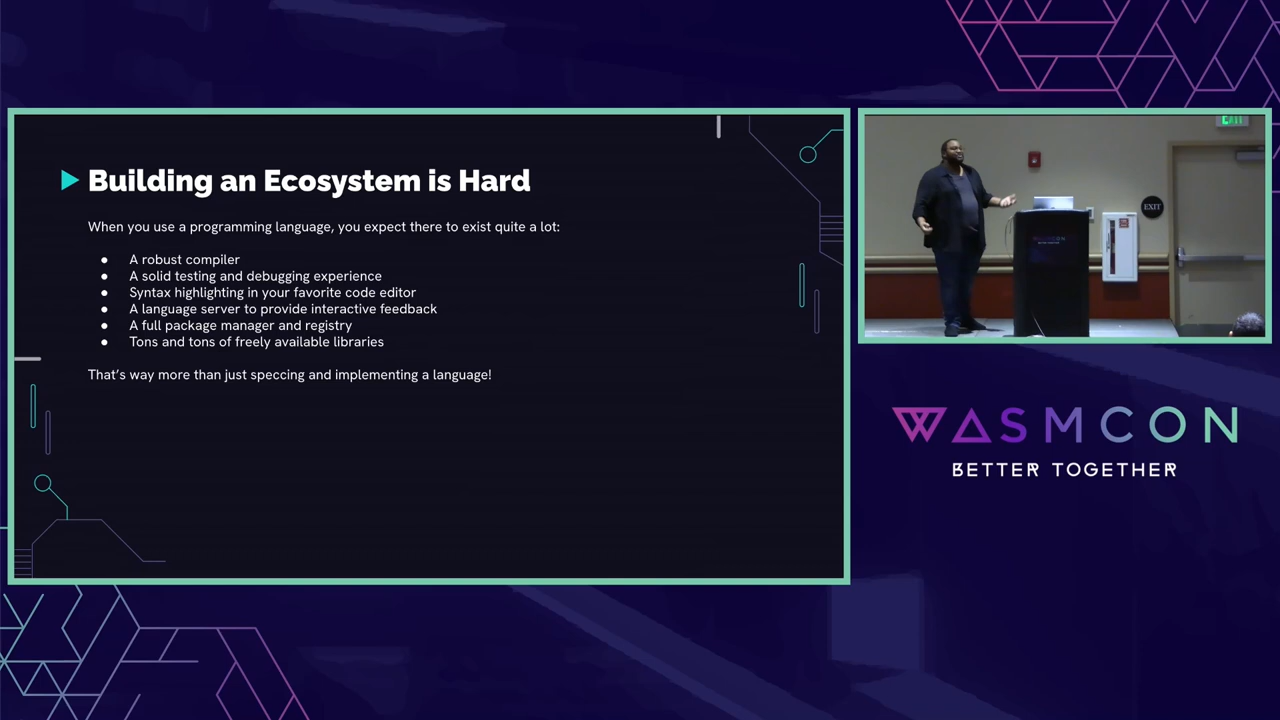 Building an Ecosystem is Hard
When you use a programming language, you expect there to exist quite a lot:
● A robust compiler
● A solid testing and debugging experience
● Syntax highlighting in your favorite code editor
● A language server to provide interactive feedback
● A full package manager and registry
● Tons and tons of freely available libraries
That's way more than just speccing and implementing a language!
EXIT
EXIT
WASMCON
WASMCON
BETTER TOGETHER